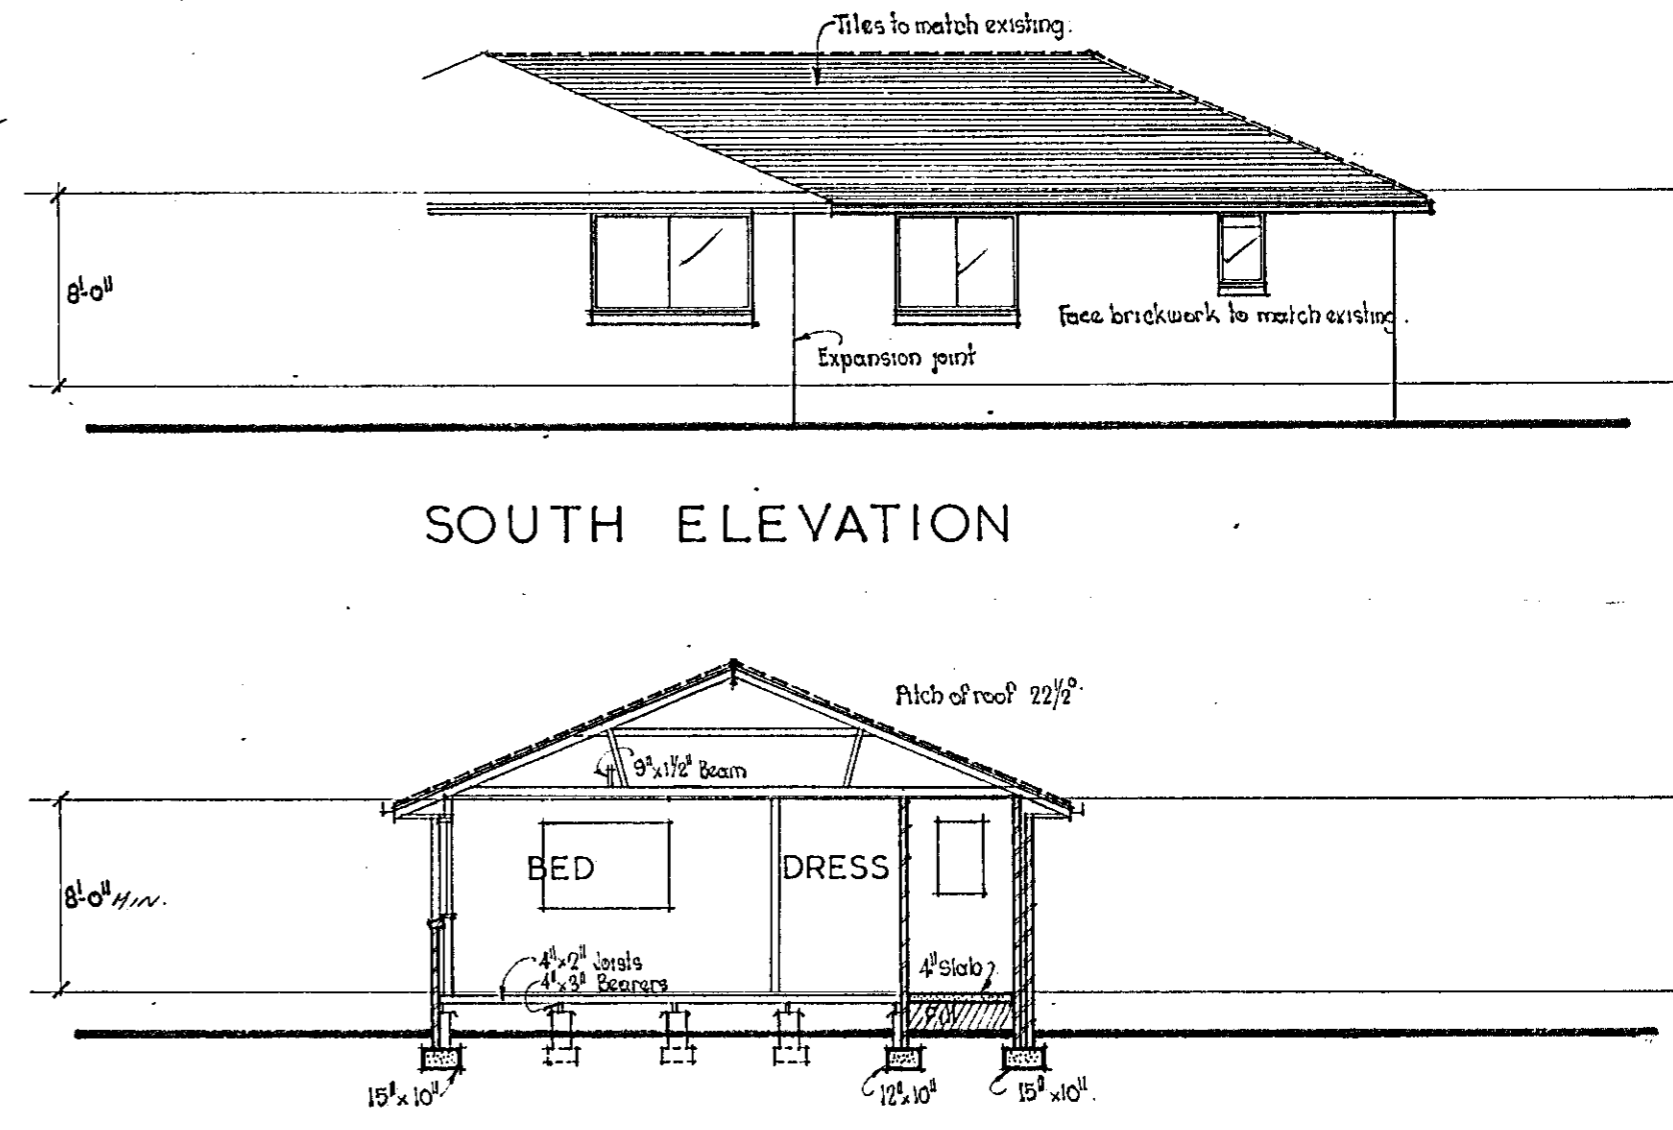 Tiles to match existing.
8'-0"
Face brickwork to match existing.
Expansion joint
SOUTH ELEVATION
Pitch of roof 22½°.
9"x1½" Beam
BED
DRESS
8'-0" MIN.
4"x2" Joists
4"x3" Bearers
4" Slab
Fill
15"x10"
12"x10"
15"x10".